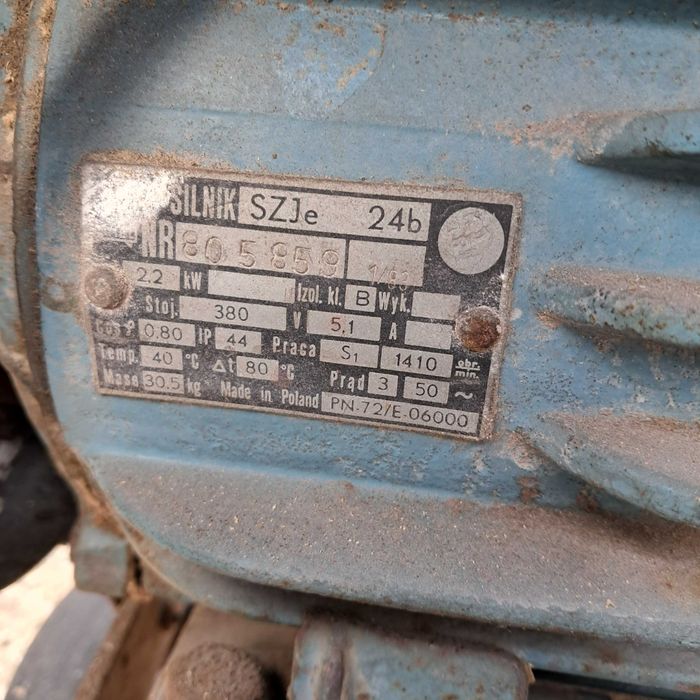 SILNIK SZJe 24b
NR 805859
2.2 kW Izol. kl. B Wyk.
Stoj. 380 V 5,1 A
Cos φ 0.80 IP 44 Praca S1 1410 obr. min.
Temp. 40 °C Δt 80 °C Prąd 3 50 ~
Masa 30.5 kg Made in Poland PN-72/E-06000